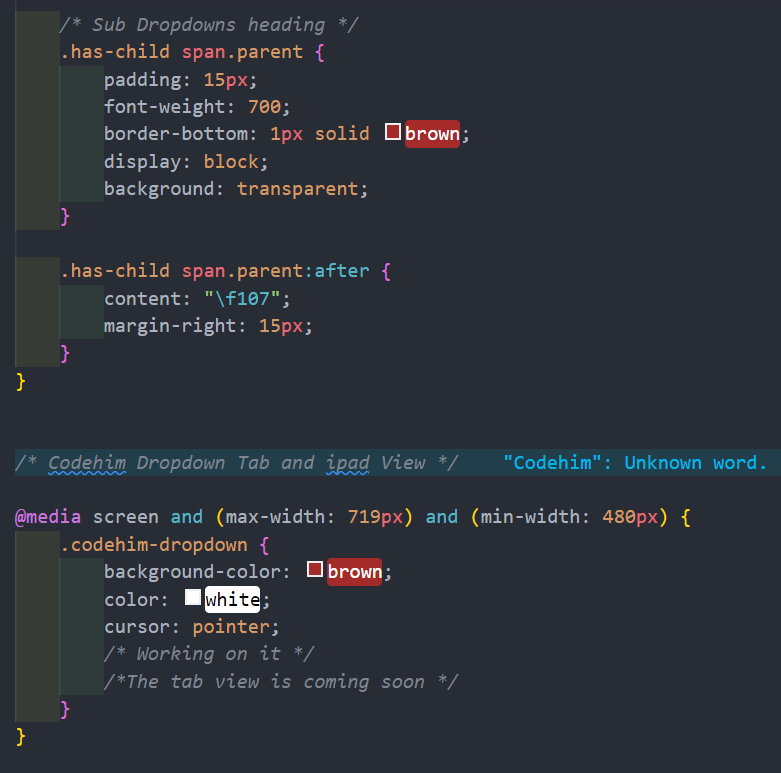 /* Sub Dropdowns heading */
.has-child span.parent {
padding: 15px;
font-weight: 700;
border-bottom: 1px solid brown;
display: block;
background: transparent;
}
.has-child span.parent:after {
content: "\f107";
margin-right: 15px;
}
}
/* Codehim Dropdown Tab and ipad View */ "Codehim": Unknown word.
@media screen and (max-width: 719px) and (min-width: 480px) {
.codehim-dropdown {
background-color: brown;
color: white;
cursor: pointer;
/* Working on it */
/*The tab view is coming soon */
}
}